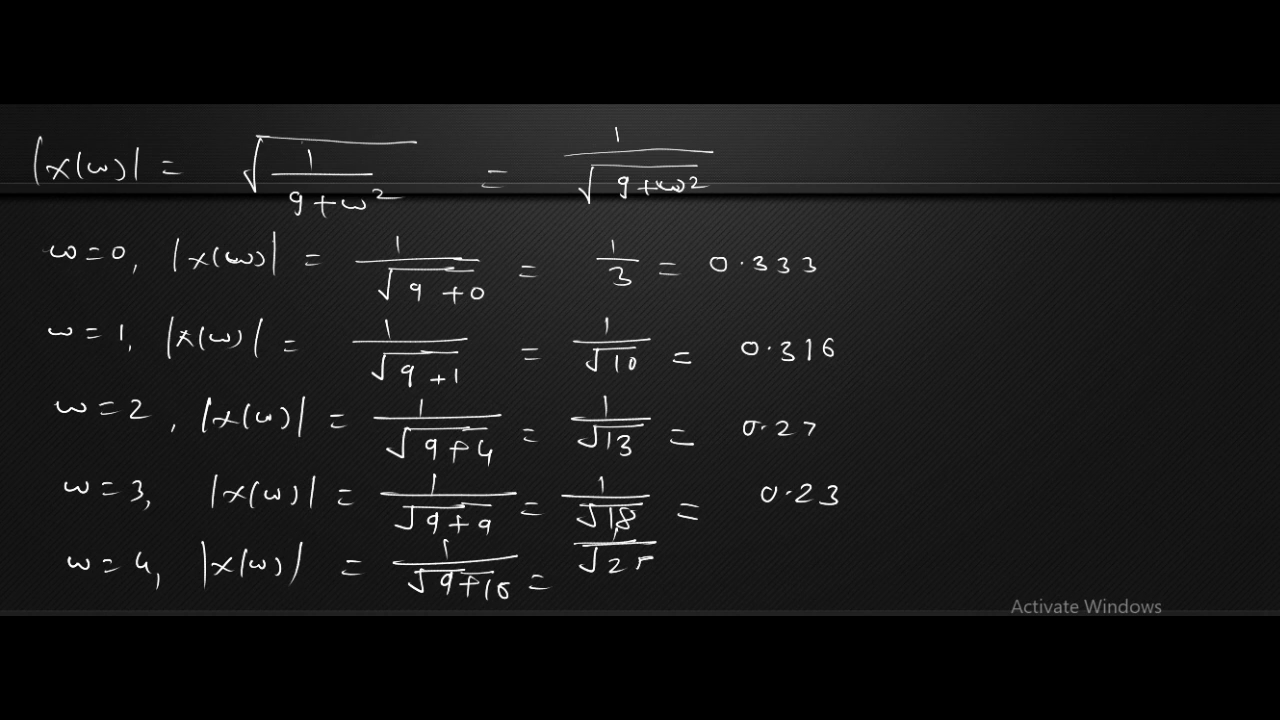 |x(ω)| = √(1/(9+ω²)) = 1/√(9+ω²)
ω=0, |x(ω)| = 1/√(9+0) = 1/3 = 0.333
ω=1, |x(ω)| = 1/√(9+1) = 1/√10 = 0.316
ω=2, |x(ω)| = 1/√(9+4) = 1/√13 = 0.27
ω=3, |x(ω)| = 1/√(9+9) = 1/√18 = 0.23
ω=4, |x(ω)| = 1/√(9+16) = 1/√25
Activate Windows